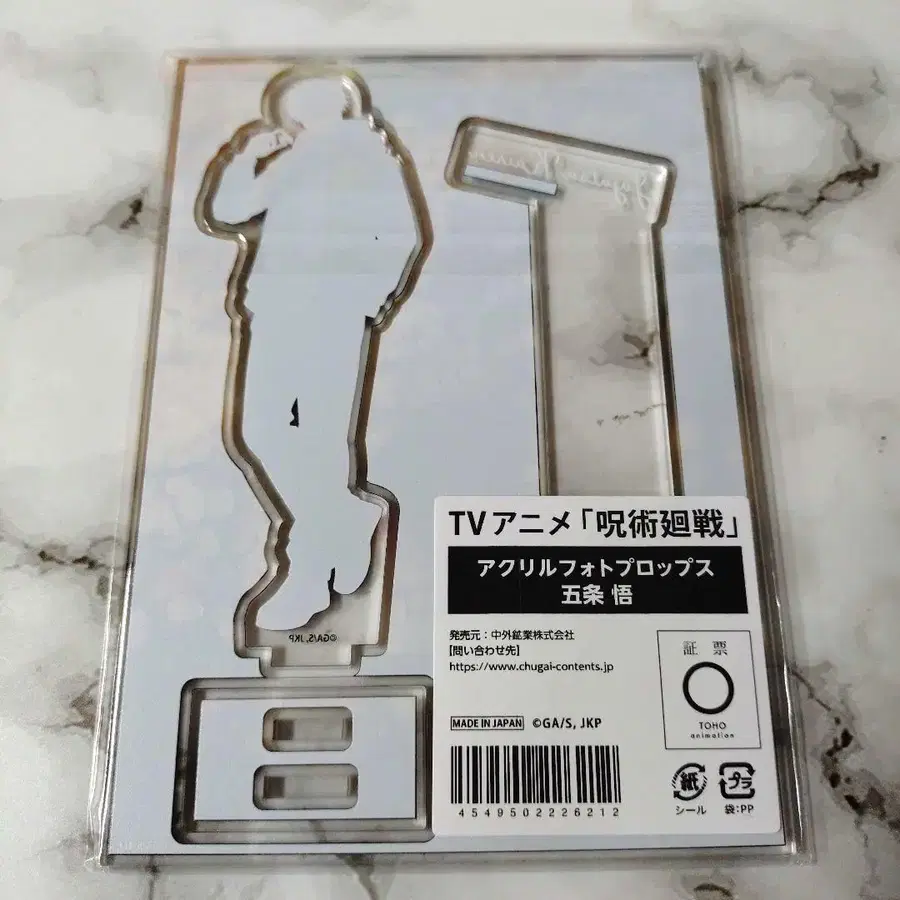 TVアニメ「呪術廻戦」
アクリルフォトプロップス
五条 悟
発売元:中外鉱業株式会社
【問い合わせ先】
https://www.chugai-contents.jp
証 票
TOHO
animation
MADE IN JAPAN ©GA/S, JKP
4549502226212
紙
シール
プラ
袋:PP
©GA/S, JKP